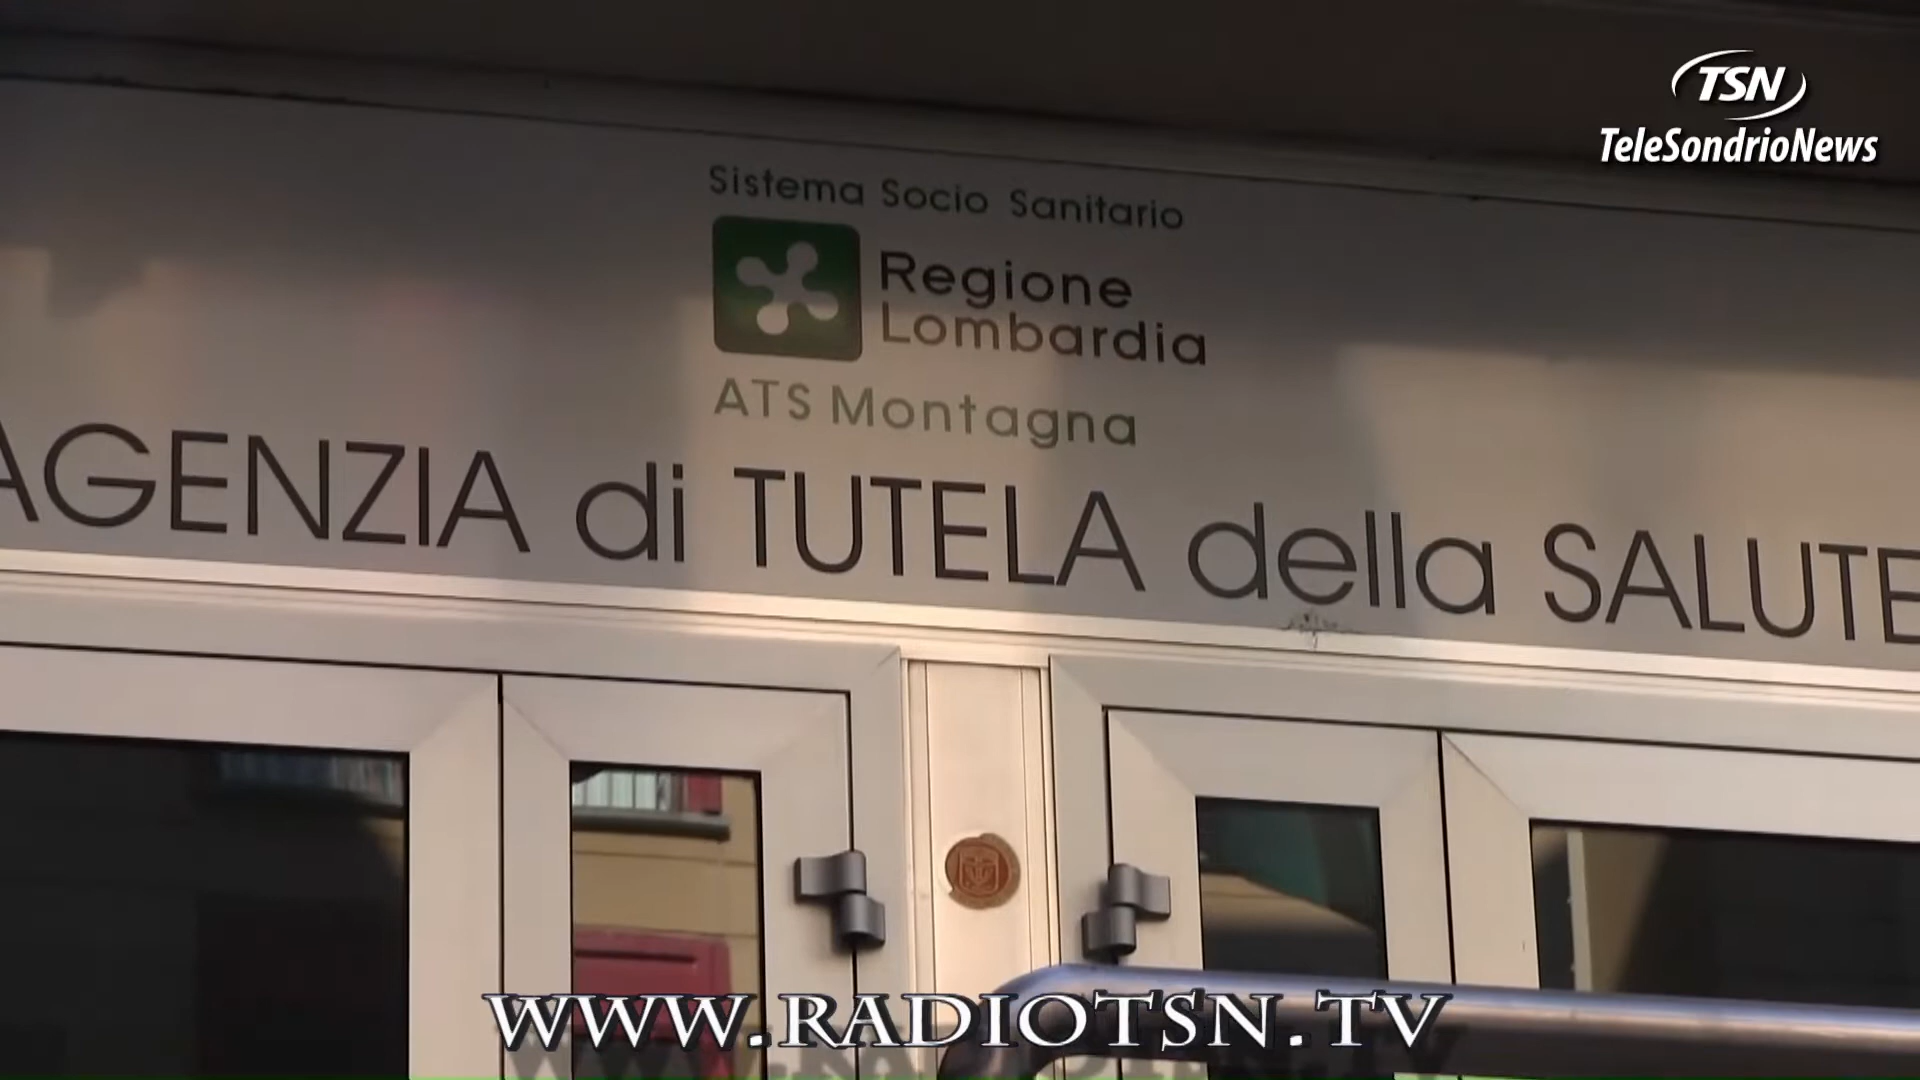 TSN
TeleSondrioNews
Sistema Socio Sanitario
Regione
Lombardia
ATS Montagna
AGENZIA di TUTELA della SALUTE
WWW.RADIOTSN.TV